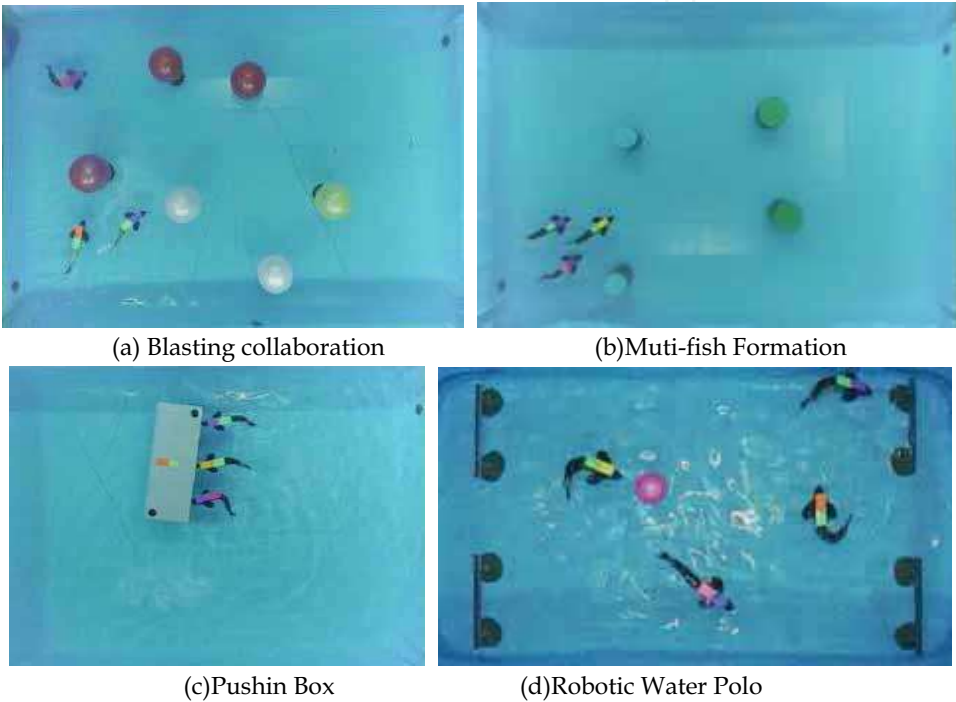 (a) Blasting collaboration
(b)Muti-fish Formation
(c)Pushin Box
(d)Robotic Water Polo